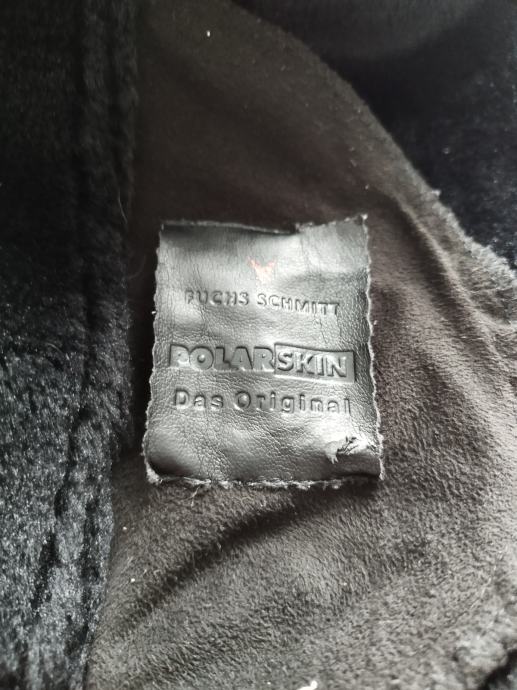 FUCHS SCHMITT
POLARSKIN
Das Original